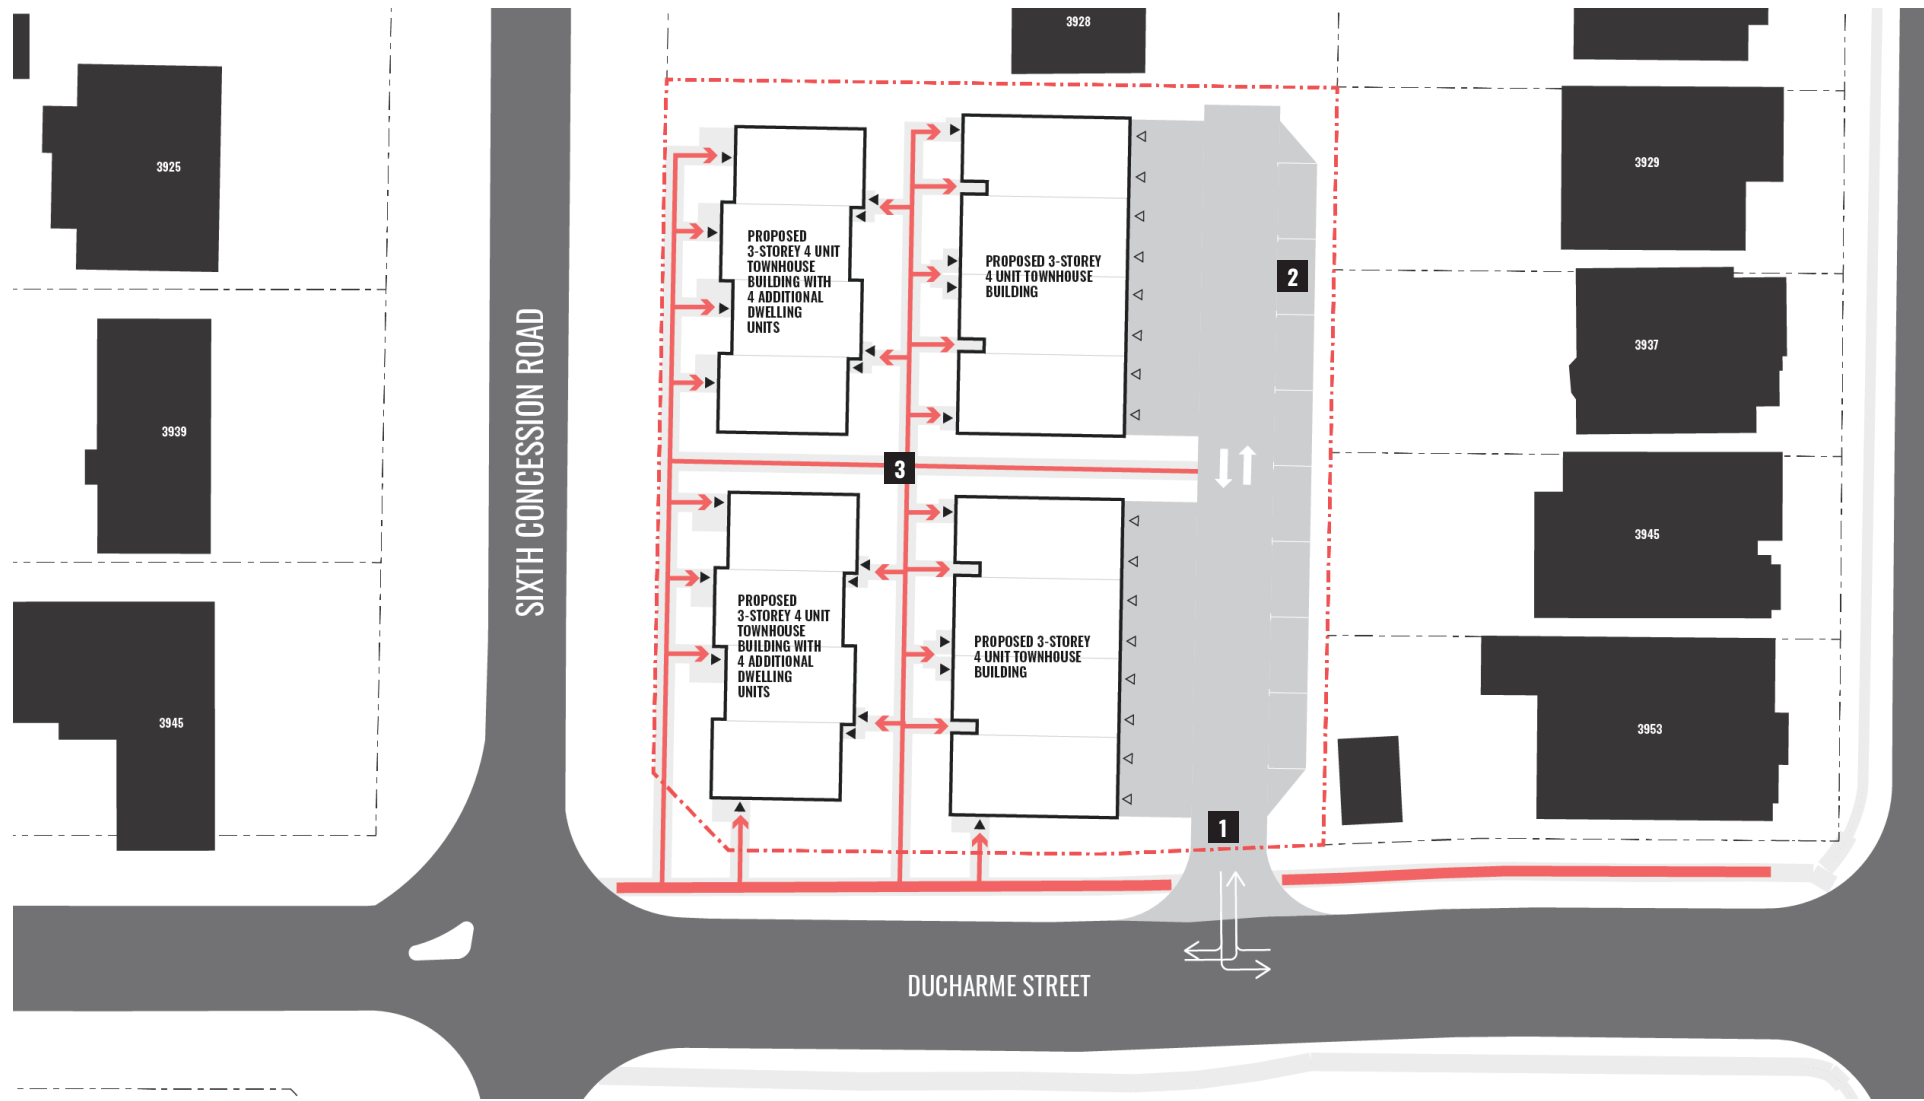 3928
3925
3929
PROPOSED
3-STOREY 4 UNIT
TOWNHOUSE
BUILDING WITH
4 ADDITIONAL
DWELLING
UNITS
PROPOSED 3-STOREY
4 UNIT TOWNHOUSE
BUILDING
2
3937
SIXTH CONCESSION ROAD
3939
3
3945
PROPOSED
3-STOREY 4 UNIT
TOWNHOUSE
BUILDING WITH
4 ADDITIONAL
DWELLING
UNITS
PROPOSED 3-STOREY
4 UNIT TOWNHOUSE
BUILDING
3945
3953
1
DUCHARME STREET